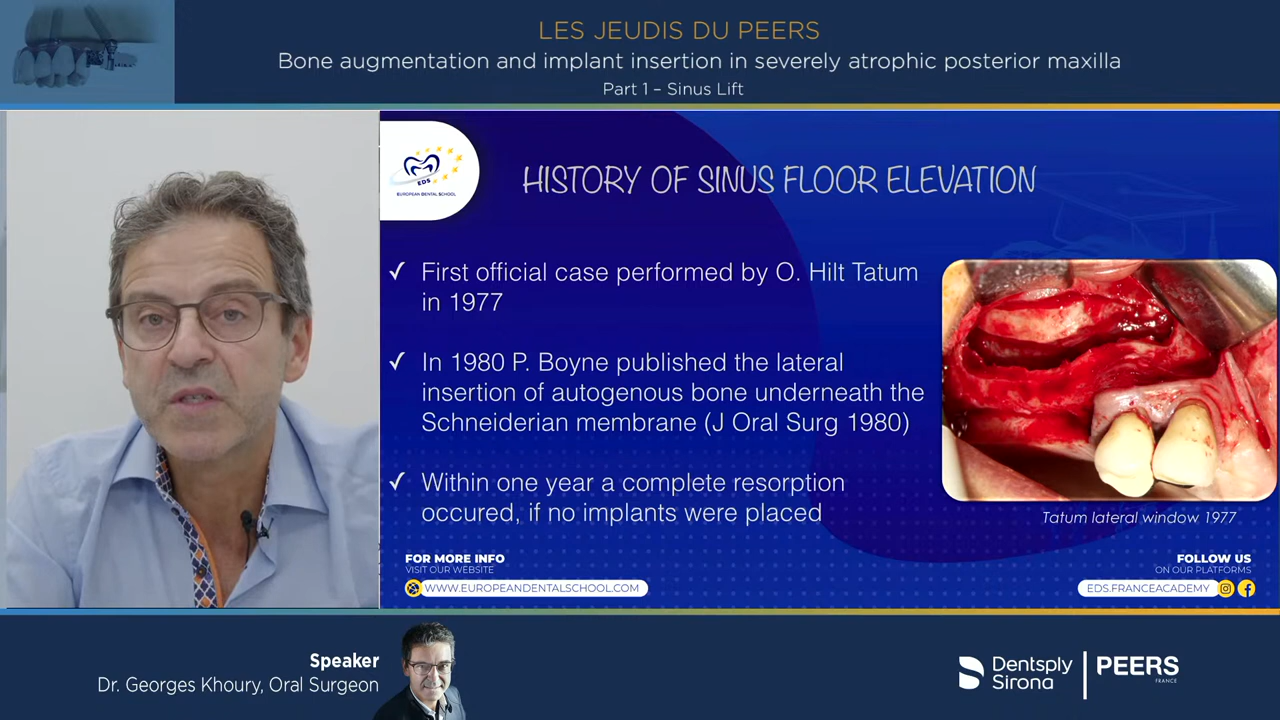 LES JEUDIS DU PEERS
Bone augmentation and implant insertion in severely atrophic posterior maxilla
Part 1 – Sinus Lift
EDS
EUROPEAN DENTAL SCHOOL
HISTORY OF SINUS FLOOR ELEVATION
✓ First official case performed by O. Hilt Tatum
in 1977
✓ In 1980 P. Boyne published the lateral
insertion of autogenous bone underneath the
Schneiderian membrane (J Oral Surg 1980)
✓ Within one year a complete resorption
occured, if no implants were placed
Tatum lateral window 1977
FOR MORE INFO
VISIT OUR WEBSITE
WWW.EUROPEANDENTALSCHOOL.COM
FOLLOW US
ON OUR PLATFORMS
EDS.FRANCEACADEMY
Speaker
Dr. Georges Khoury, Oral Surgeon
Dentsply
Sirona
PEERS
FRANCE